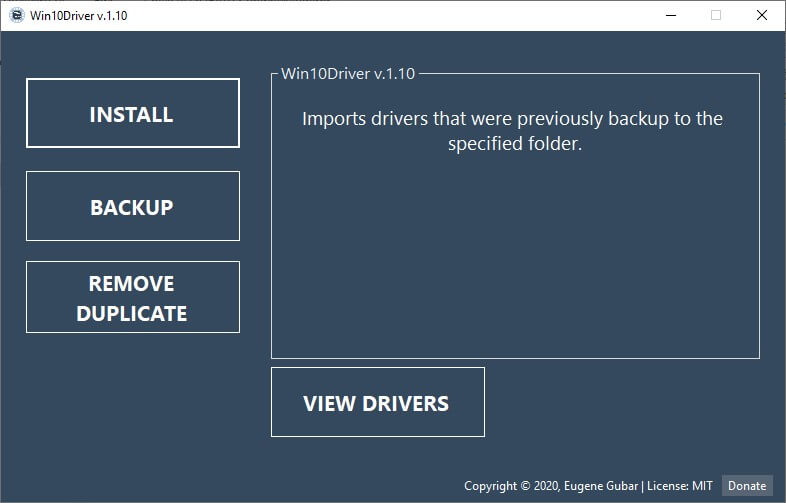 Win10Driver v.1.10
INSTALL
BACKUP
REMOVE
DUPLICATE
Win10Driver v.1.10
Imports drivers that were previously backup to the
specified folder.
VIEW DRIVERS
Copyright © 2020, Eugene Gubar | License: MIT
Donate